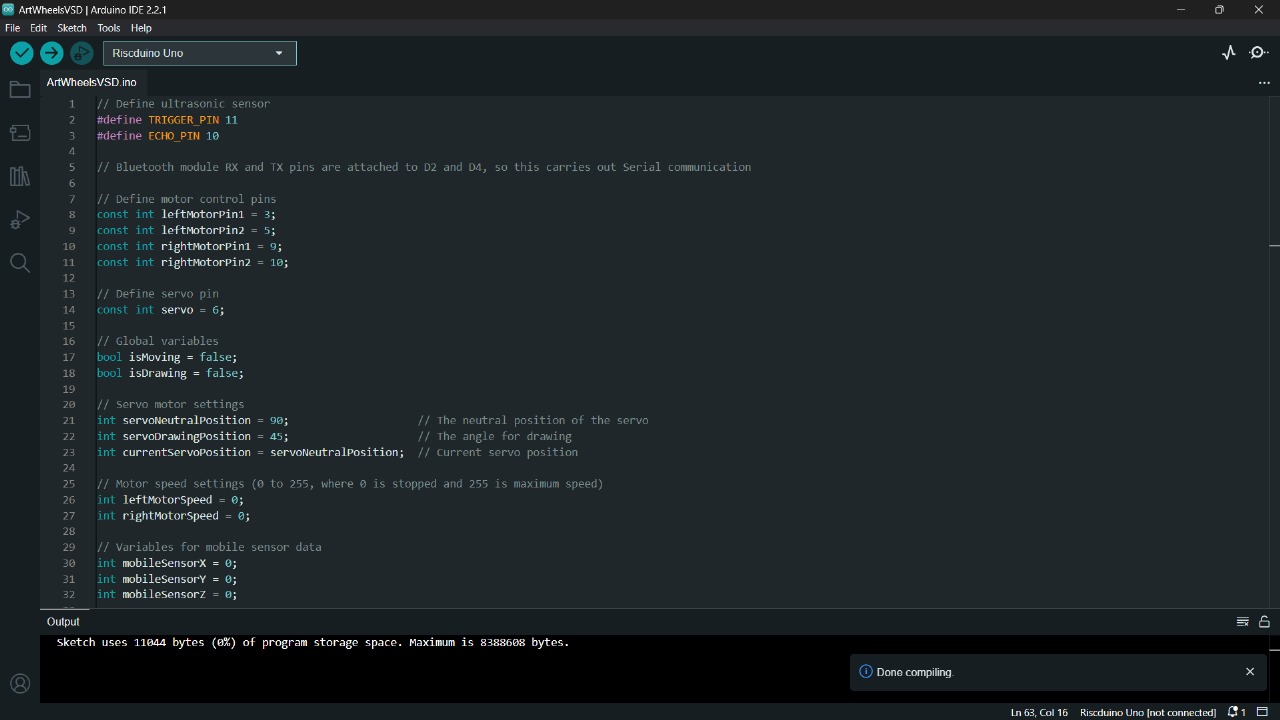 ArtWheelsVSD | Arduino IDE 2.2.1
File Edit Sketch Tools Help
Riscduino Uno
ArtWheelsVSD.ino
1 // Define ultrasonic sensor
2 #define TRIGGER_PIN 11
3 #define ECHO_PIN 10
4
5 // Bluetooth module RX and TX pins are attached to D2 and D4, so this carries out Serial communication
6
7 // Define motor control pins
8 const int leftMotorPin1 = 3;
9 const int leftMotorPin2 = 5;
10 const int rightMotorPin1 = 9;
11 const int rightMotorPin2 = 10;
12
13 // Define servo pin
14 const int servo = 6;
15
16 // Global variables
17 bool isMoving = false;
18 bool isDrawing = false;
19
20 // Servo motor settings
21 int servoNeutralPosition = 90; // The neutral position of the servo
22 int servoDrawingPosition = 45; // The angle for drawing
23 int currentServoPosition = servoNeutralPosition; // Current servo position
24
25 // Motor speed settings (0 to 255, where 0 is stopped and 255 is maximum speed)
26 int leftMotorSpeed = 0;
27 int rightMotorSpeed = 0;
28
29 // Variables for mobile sensor data
30 int mobileSensorX = 0;
31 int mobileSensorY = 0;
32 int mobileSensorZ = 0;
Output
Sketch uses 11044 bytes (0%) of program storage space. Maximum is 8388608 bytes.
Done compiling.
Ln 63, Col 16 Riscduino Uno [not connected] 1